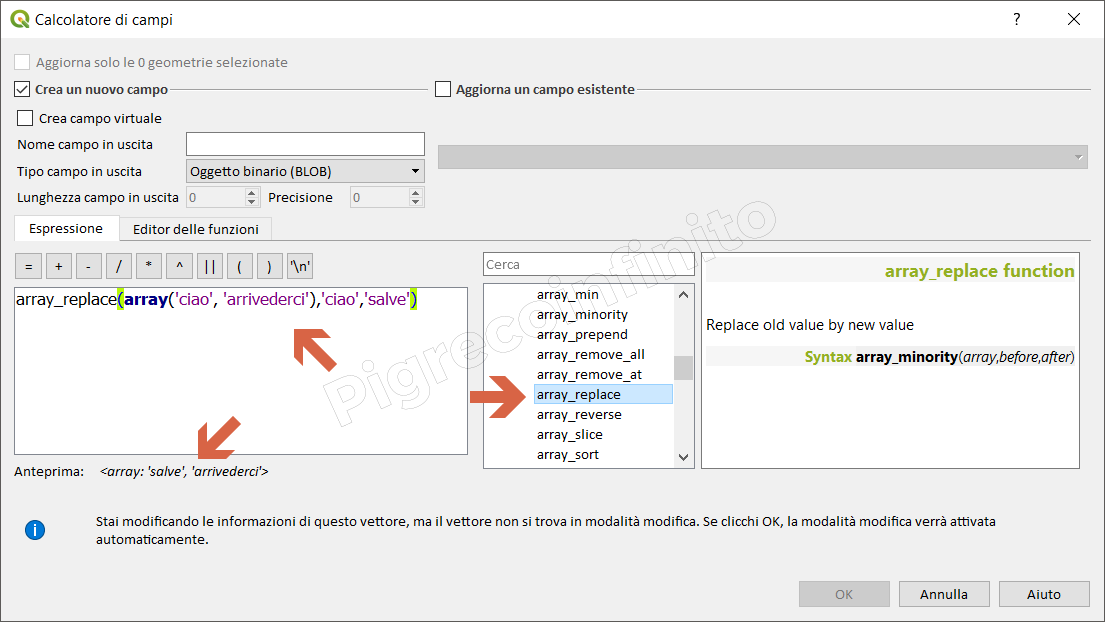 Calcolatore di campi
?
Aggiorna solo le 0 geometrie selezionate
Crea un nuovo campo
Aggiorna un campo esistente
Crea campo virtuale
Nome campo in uscita
Tipo campo in uscita Oggetto binario (BLOB)
Lunghezza campo in uscita 0 Precisione 0
Espressione Editor delle funzioni
= + - / * ^ || ( ) '\n'
array_replace(array('ciao', 'arrivederci'),'ciao','salve')
Anteprima: <array: 'salve', 'arrivederci'>
Cerca
array_min
array_minority
array_prepend
array_remove_all
array_remove_at
array_replace
array_reverse
array_slice
array_sort
array_replace function
Replace old value by new value
Syntax array_minority(array,before,after)
Pigrecoinfinito
i
Stai modificando le informazioni di questo vettore, ma il vettore non si trova in modalità modifica. Se clicchi OK, la modalità modifica verrà attivata
automaticamente.
OK Annulla Aiuto